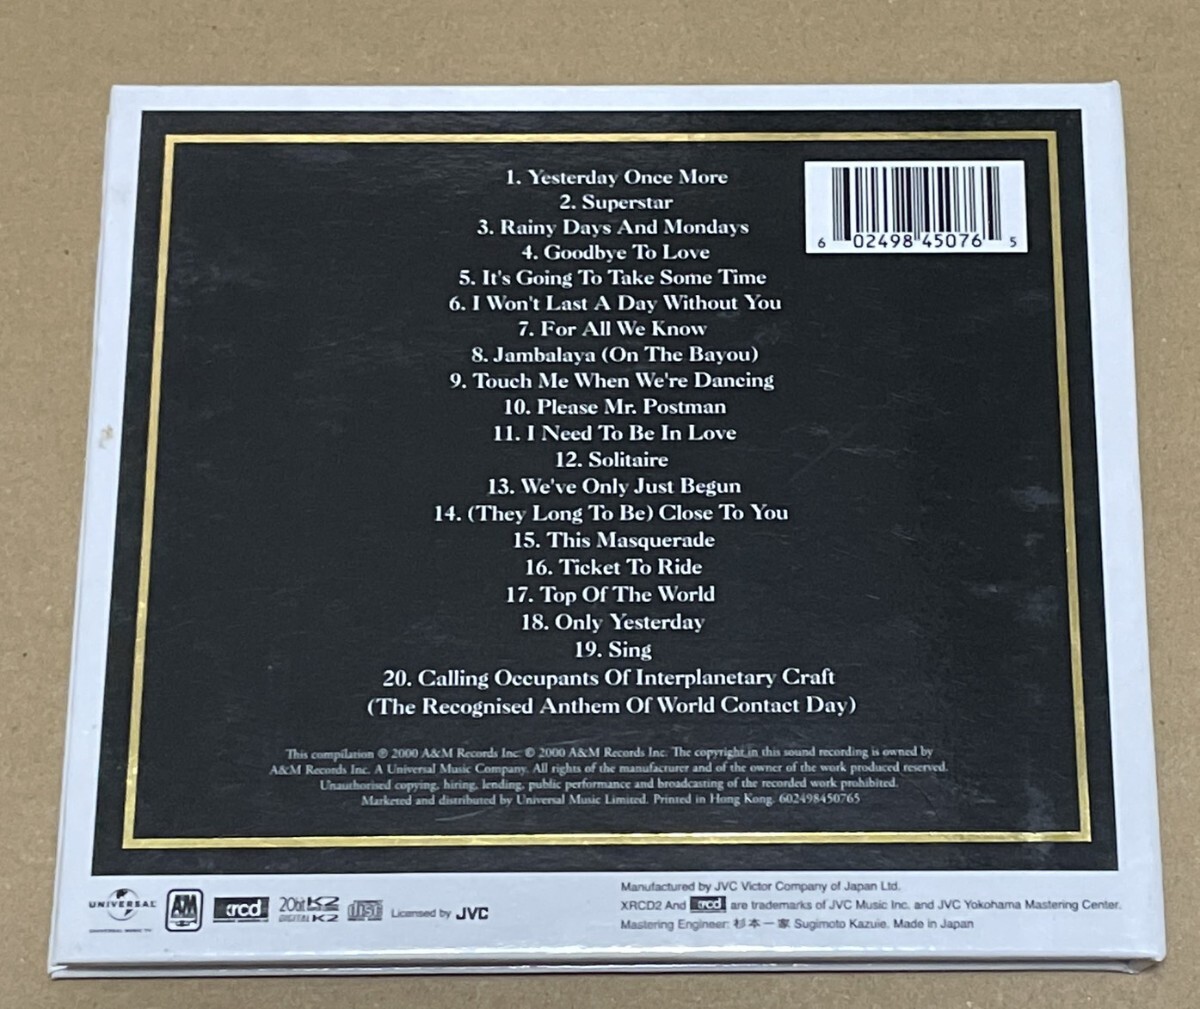 1. Yesterday Once More
2. Superstar
3. Rainy Days And Mondays
4. Goodbye To Love
5. It's Going To Take Some Time
6. I Won't Last A Day Without You
7. For All We Know
8. Jambalaya (On The Bayou)
9. Touch Me When We're Dancing
10. Please Mr. Postman
11. I Need To Be In Love
12. Solitaire
13. We've Only Just Begun
14. (They Long To Be) Close To You
15. This Masquerade
16. Ticket To Ride
17. Top Of The World
18. Only Yesterday
19. Sing
20. Calling Occupants Of Interplanetary Craft
(The Recognised Anthem Of World Contact Day)
6 02498 45076 5
This compilation ℗ 2000 A&M Records Inc. © 2000 A&M Records Inc. The copyright in this sound recording is owned by
A&M Records Inc. A Universal Music Company. All rights of the manufacturer and of the owner of the work produced reserved.
Unauthorised copying, hiring, lending, public performance and broadcasting of the recorded work prohibited.
Marketed and distributed by Universal Music Limited. Printed in Hong Kong. 602498450765
UNIVERSAL
A&M
xrcd
20bit K2
DIGITAL K2
disc
Licensed by JVC
Manufactured by JVC Victor Company of Japan Ltd.
XRCD2 And xrcd are trademarks of JVC Music Inc. and JVC Yokohama Mastering Center.
Mastering Engineer: 杉本一家 Sugimoto Kazuie. Made in Japan